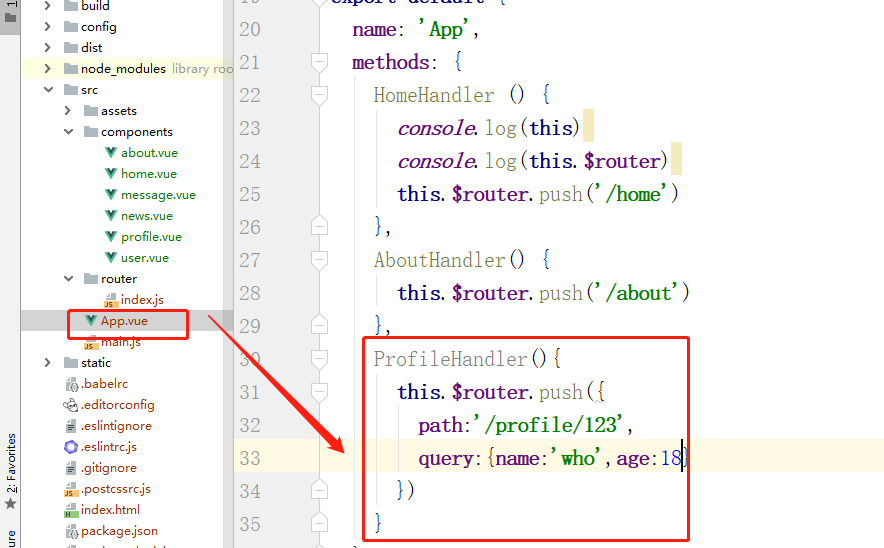 1
build
config
dist
node_modules library roo
src
assets
components
about.vue
home.vue
message.vue
news.vue
profile.vue
user.vue
router
index.js
App.vue
main.js
static
.babelrc
.editorconfig
.eslintignore
.eslintrc.js
.gitignore
.postcssrc.js
index.html
package.json
2: Favorites
ure
20 name: 'App',
21 methods: {
22 HomeHandler () {
23 console.log(this)
24 console.log(this.$router)
25 this.$router.push('/home')
26 },
27 AboutHandler() {
28 this.$router.push('/about')
29 },
30 ProfileHandler(){
31 this.$router.push({
32 path:'/profile/123',
33 query:{name:'who',age:18}
34 })
35 }